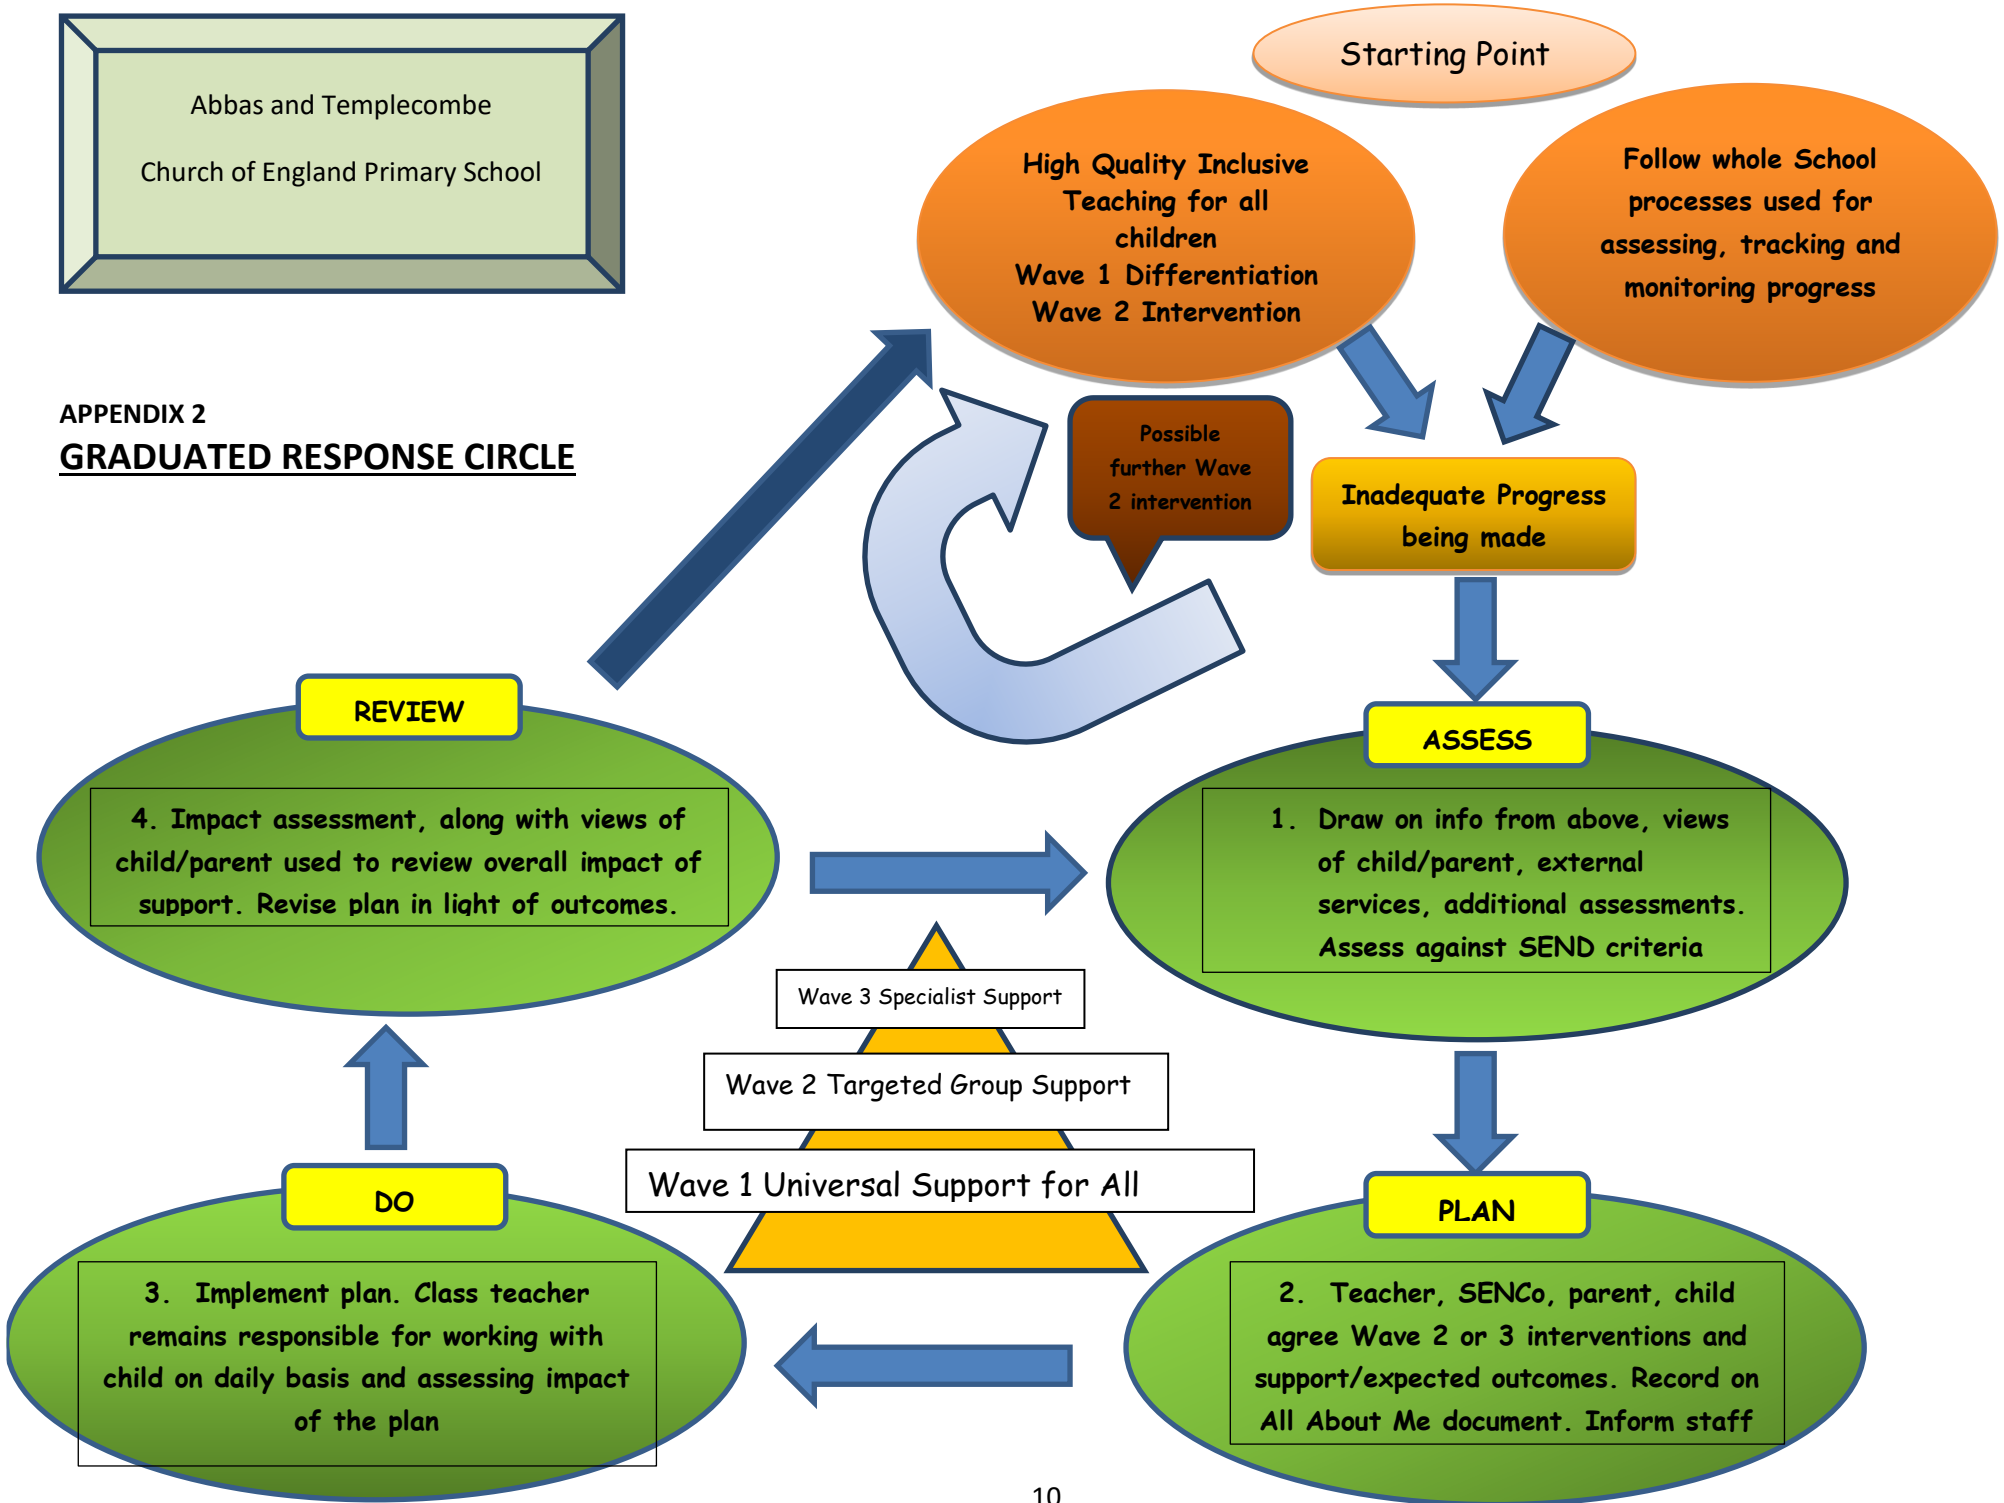 Abbas and Templecombe
Church of England Primary School
APPENDIX 2
GRADUATED RESPONSE CIRCLE
Starting Point
High Quality Inclusive
Teaching for all
children
Wave 1 Differentiation
Wave 2 Intervention
Follow whole School
processes used for
assessing, tracking and
monitoring progress
Possible
further Wave
2 intervention
Inadequate Progress
being made
ASSESS
1. Draw on info from above, views
of child/parent, external
services, additional assessments.
Assess against SEND criteria
PLAN
2. Teacher, SENCo, parent, child
agree Wave 2 or 3 interventions and
support/expected outcomes. Record on
All About Me document. Inform staff
DO
3. Implement plan. Class teacher
remains responsible for working with
child on daily basis and assessing impact
of the plan
REVIEW
4. Impact assessment, along with views of
child/parent used to review overall impact of
support. Revise plan in light of outcomes.
Wave 3 Specialist Support
Wave 2 Targeted Group Support
Wave 1 Universal Support for All
10